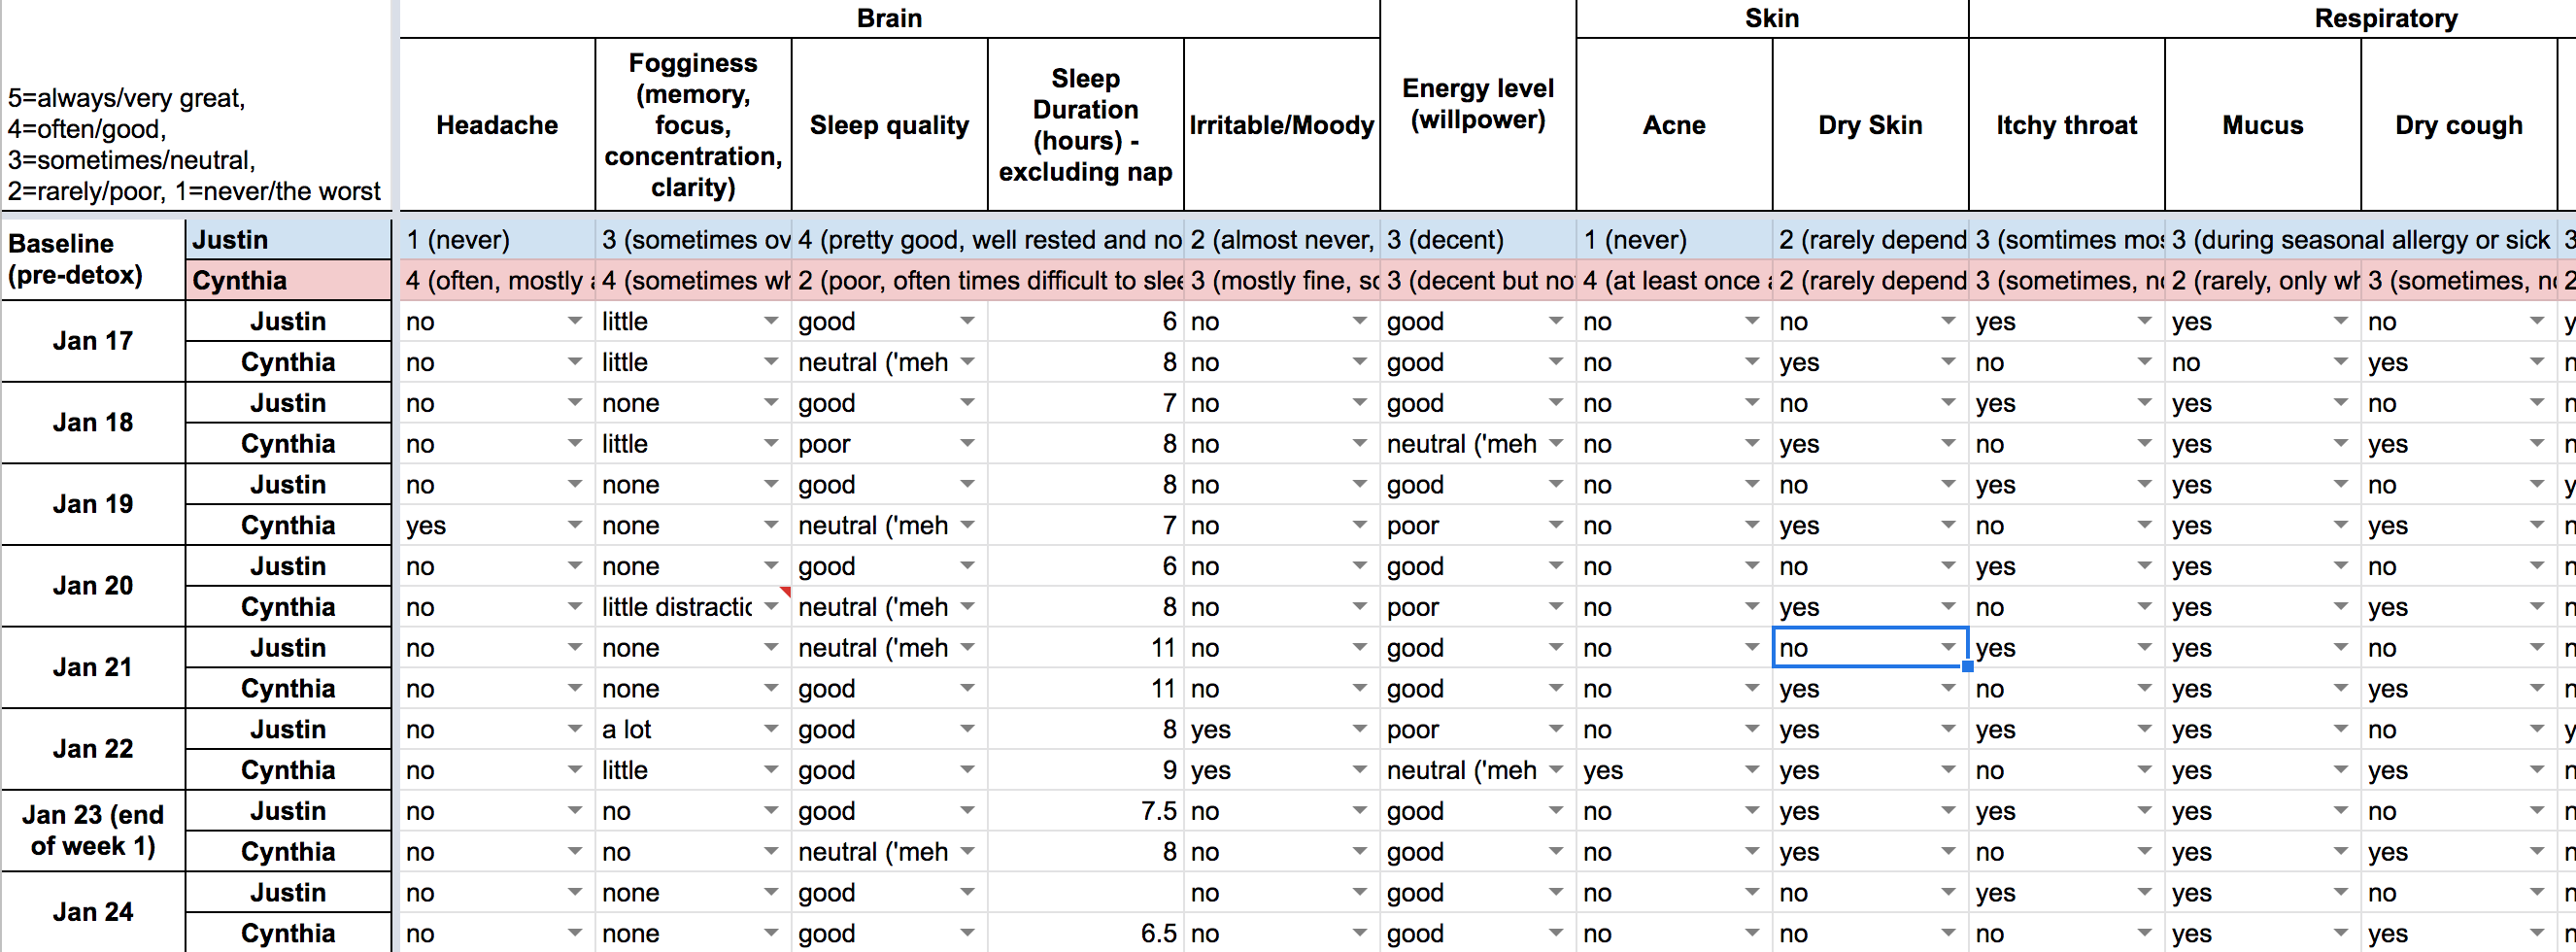 Brain Skin Respiratory
5=always/very great,
4=often/good,
3=sometimes/neutral,
2=rarely/poor, 1=never/the worst
Headache
Fogginess
(memory,
focus,
concentration,
clarity)
Sleep quality
Sleep
Duration
(hours) -
excluding nap
Irritable/Moody
Energy level
(willpower)
Acne
Dry Skin
Itchy throat
Mucus
Dry cough
Baseline
(pre-detox)
Justin 1 (never) 3 (sometimes ov 4 (pretty good, well rested and no 2 (almost never, 3 (decent) 1 (never) 2 (rarely depend 3 (somtimes mos 3 (during seasonal allergy or sick 3
Cynthia 4 (often, mostly 4 (sometimes wh 2 (poor, often times difficult to slee 3 (mostly fine, so 3 (decent but no 4 (at least once 2 (rarely depend 3 (sometimes, no 2 (rarely, only wh 3 (sometimes, no 2
Jan 17
Justin no little good 6 no good no no yes yes no y
Cynthia no little neutral ('meh 8 no good no yes no no yes n
Jan 18
Justin no none good 7 no good no no yes yes no n
Cynthia no little poor 8 no neutral ('meh no yes no yes yes n
Jan 19
Justin no none good 8 no good no no yes yes no y
Cynthia yes none neutral ('meh 7 no poor no yes no yes yes n
Jan 20
Justin no none good 6 no good no no yes yes no n
Cynthia no little distractic neutral ('meh 8 no poor no yes no yes yes n
Jan 21
Justin no none neutral ('meh 11 no good no no yes yes no n
Cynthia no none good 11 no good no yes no yes yes n
Jan 22
Justin no a lot good 8 yes poor no yes yes yes no y
Cynthia no little good 9 yes neutral ('meh yes yes no yes yes n
Jan 23 (end
of week 1)
Justin no no good 7.5 no good no yes yes yes no n
Cynthia no no neutral ('meh 8 no good no yes no yes yes n
Jan 24
Justin no none good no good no no yes yes no n
Cynthia no none good 6.5 no good no no no yes yes n